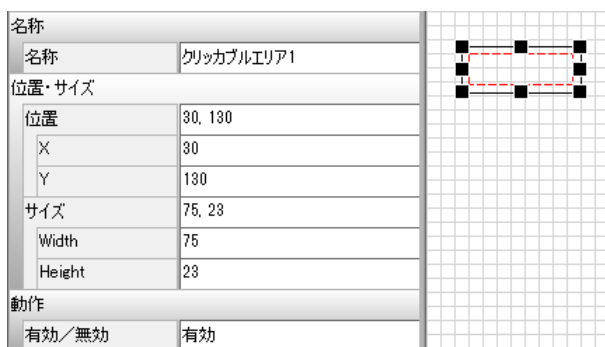 名称
名称 クリッカブルエリア1
位置・サイズ
位置 30, 130
X 30
Y 130
サイズ 75, 23
Width 75
Height 23
動作
有効／無効 有効